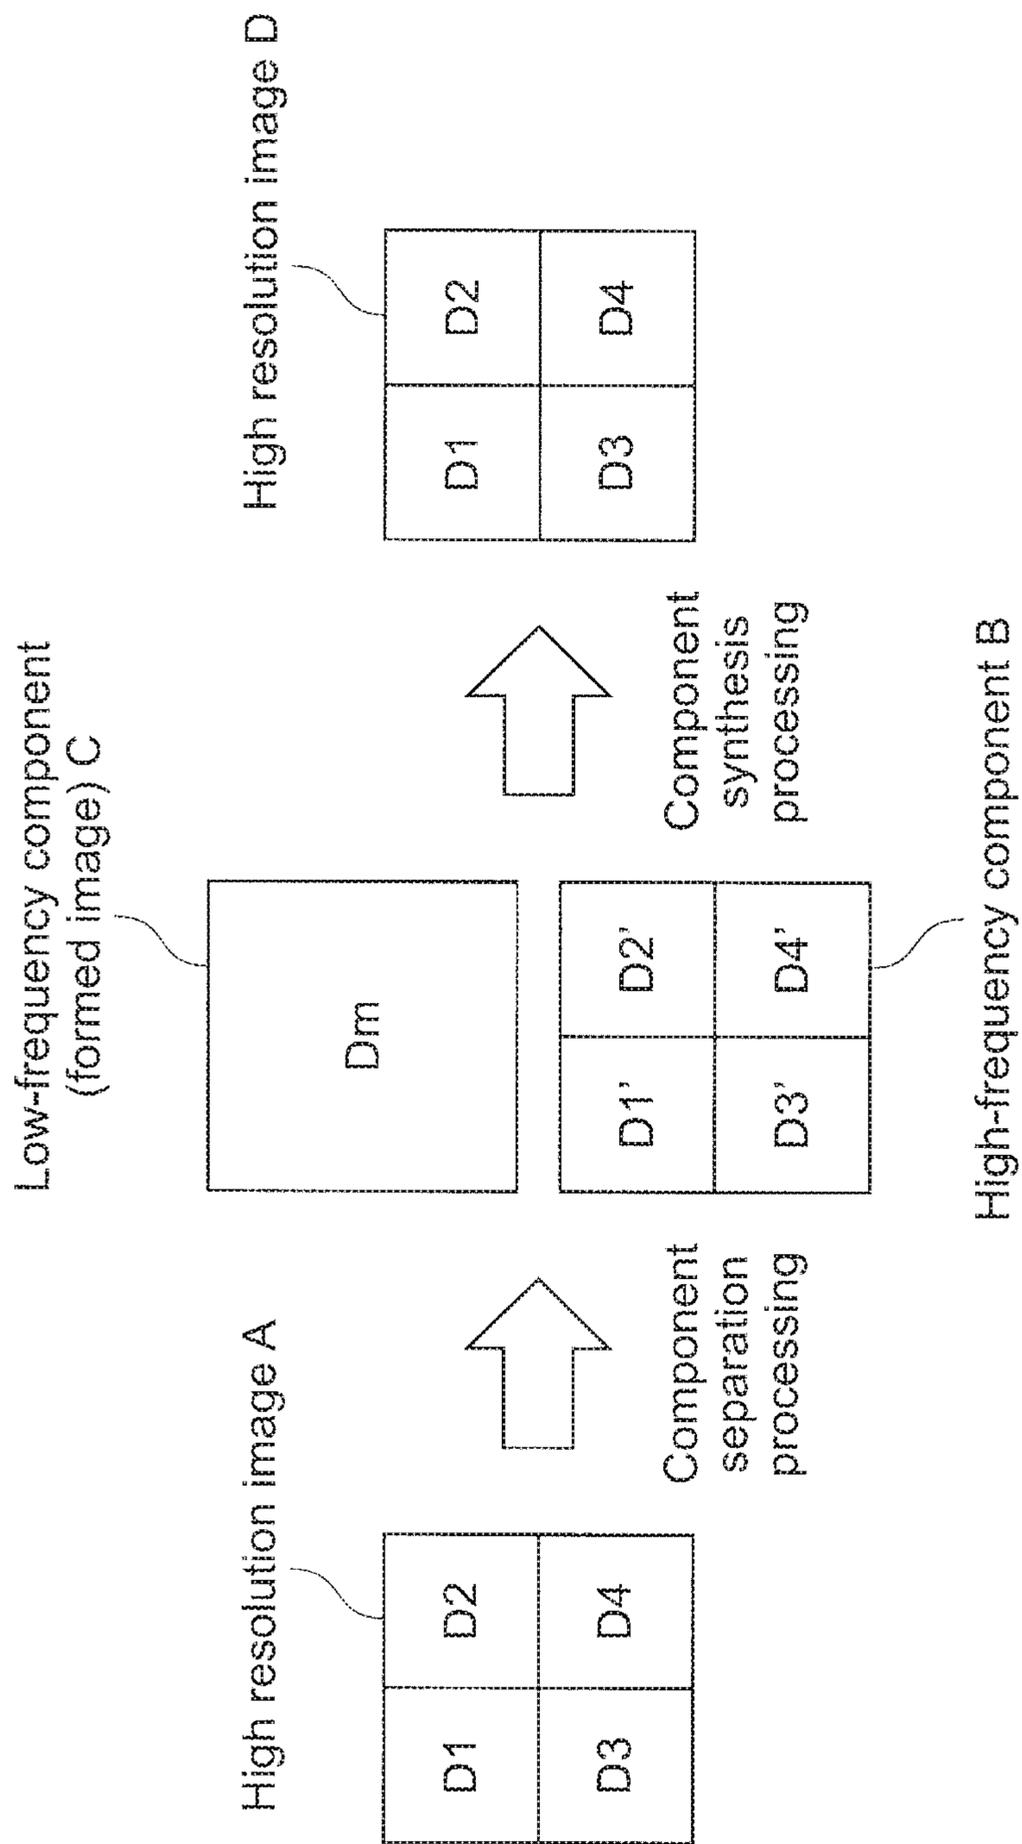 High resolution image A
D1
D2
D3
D4
Component
separation
processing
Low-frequency component
(formed image) C
Dm
D1'
D2'
D3'
D4'
High-frequency component B
Component
synthesis
processing
High resolution image D
D1
D2
D3
D4